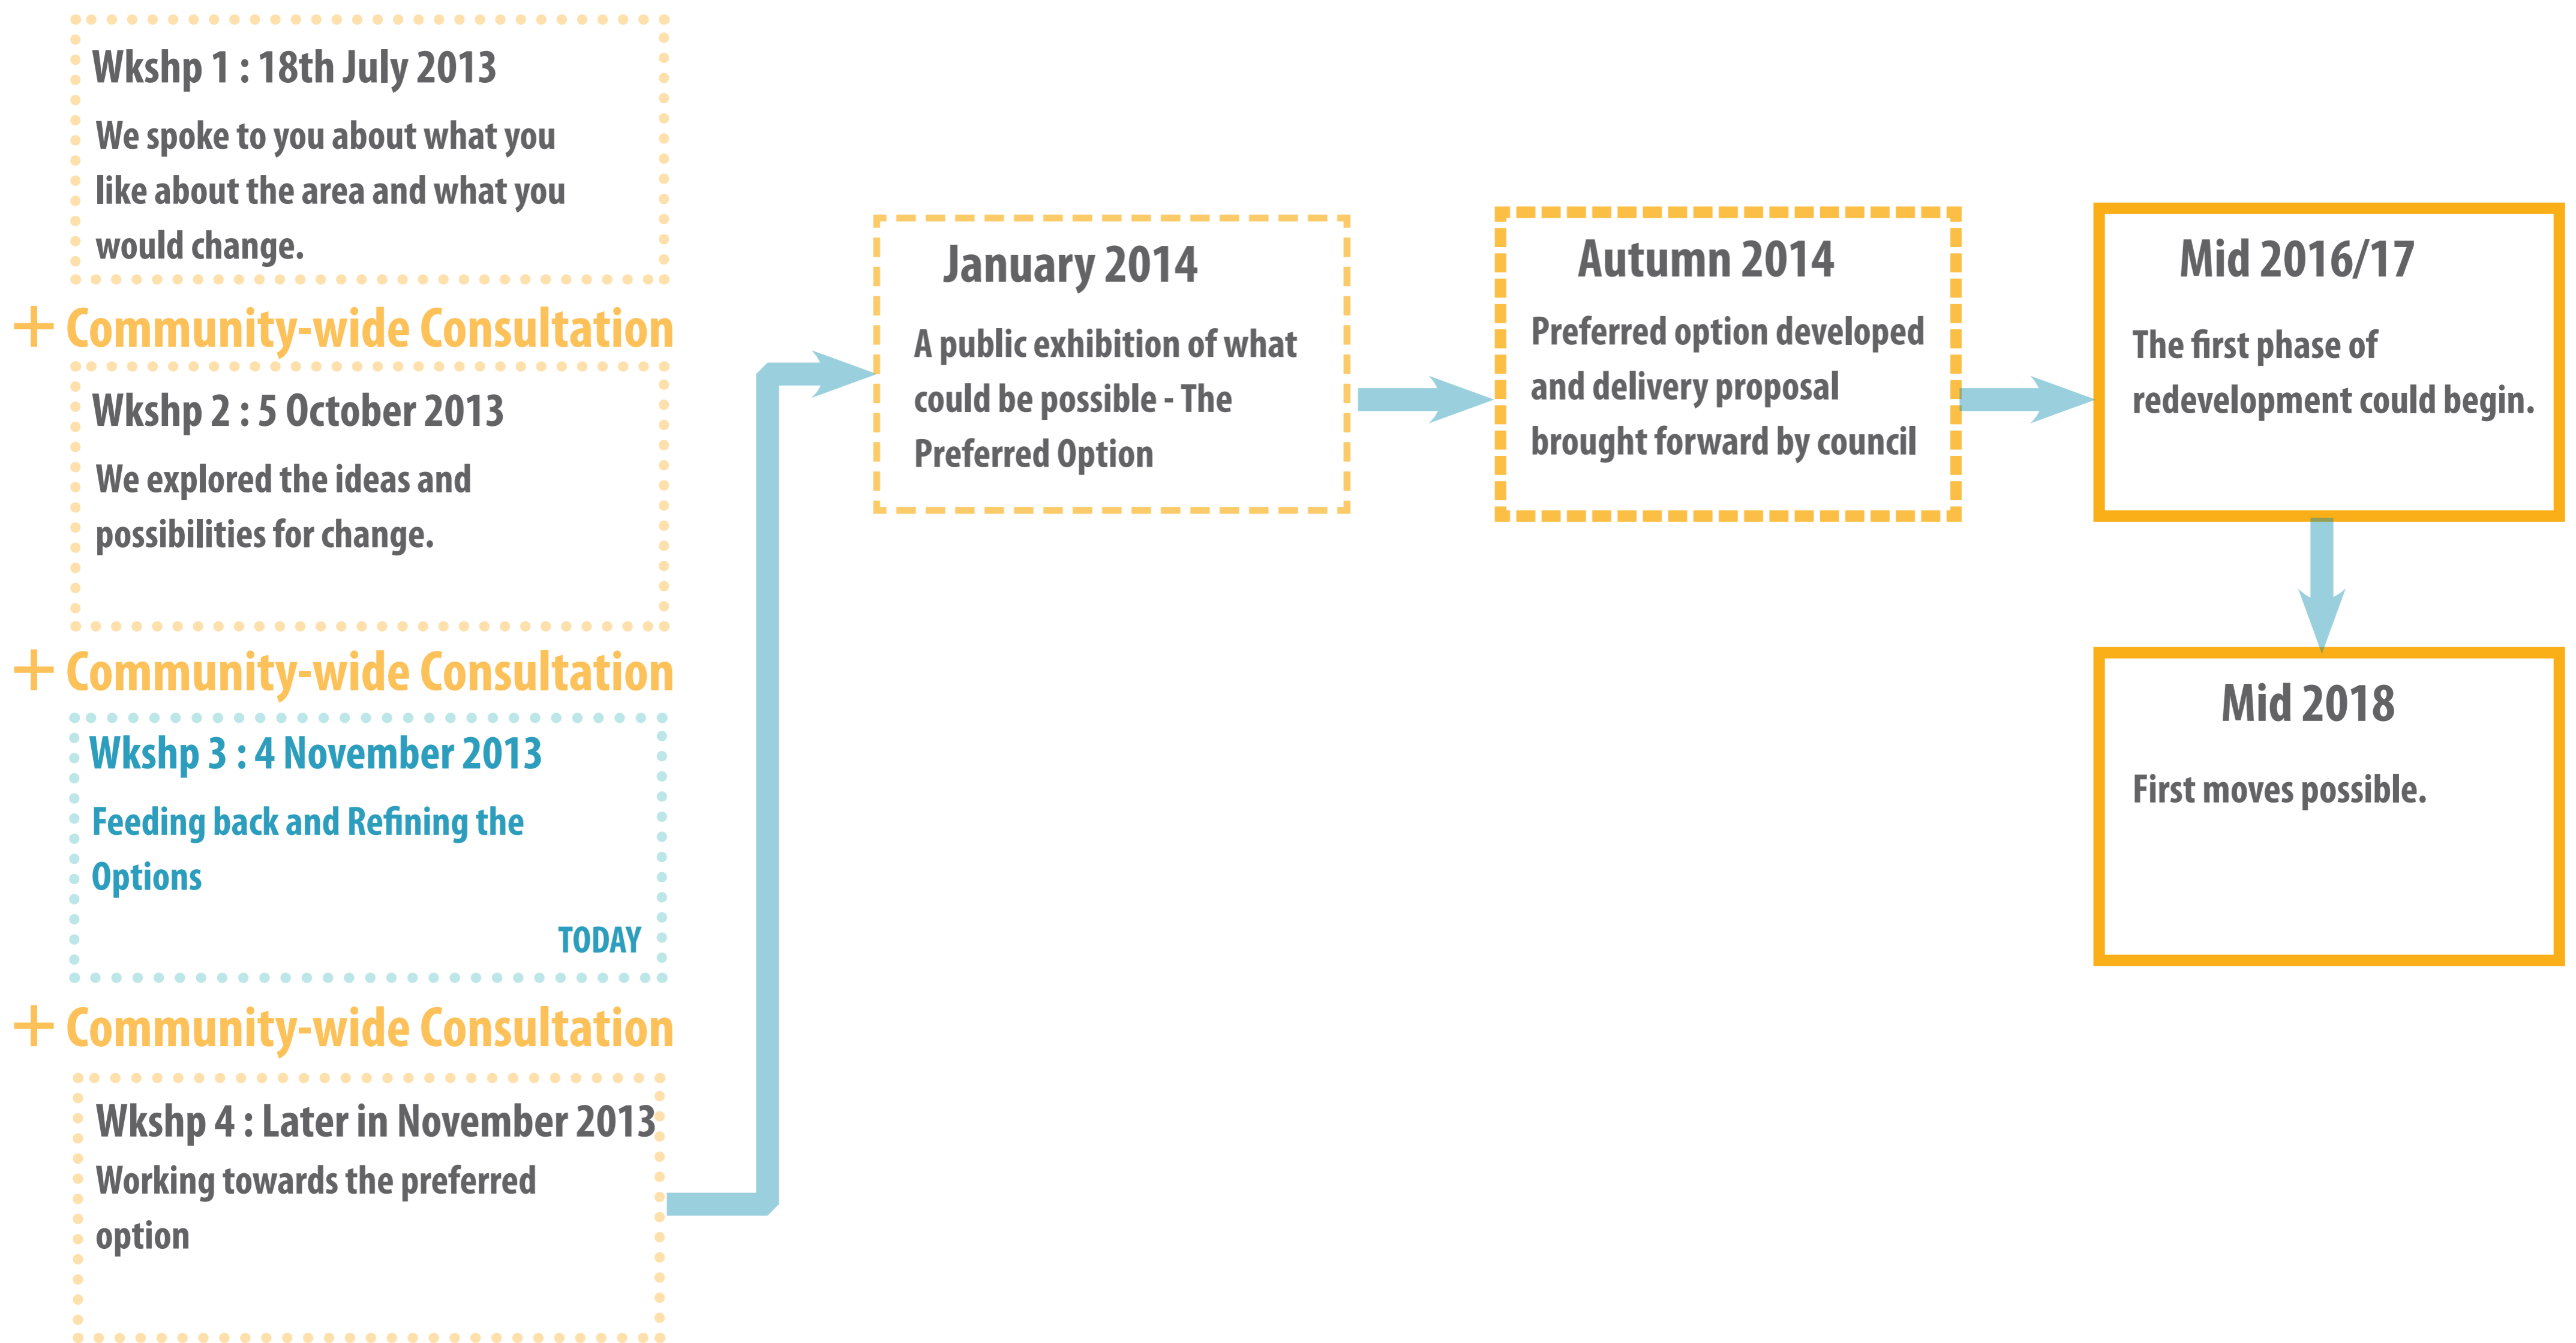 Wkshp 1 : 18th July 2013
We spoke to you about what you
like about the area and what you
would change.
+ Community-wide Consultation
Wkshp 2 : 5 October 2013
We explored the ideas and
possibilities for change.
+ Community-wide Consultation
Wkshp 3 : 4 November 2013
Feeding back and Refining the
Options
TODAY
+ Community-wide Consultation
Wkshp 4 : Later in November 2013
Working towards the preferred
option
January 2014
A public exhibition of what
could be possible - The
Preferred Option
Autumn 2014
Preferred option developed
and delivery proposal
brought forward by council
Mid 2016/17
The first phase of
redevelopment could begin.
Mid 2018
First moves possible.